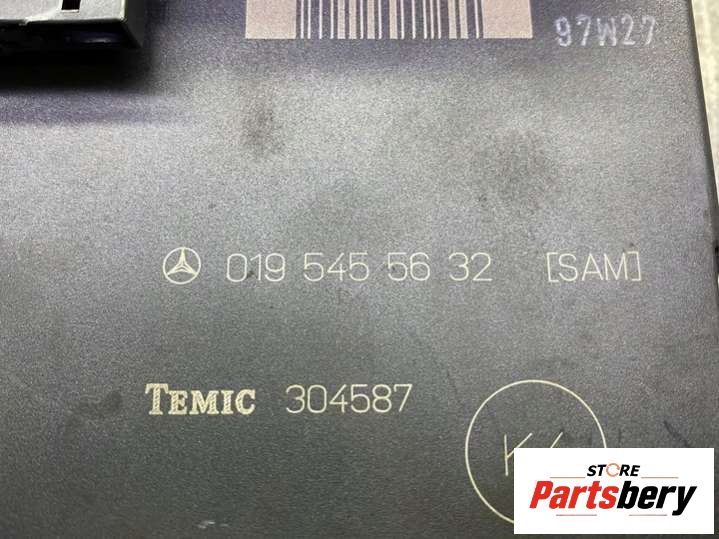 97W27
019 545 56 32 [SAM]
TEMIC 304587
STORE
Partsbery